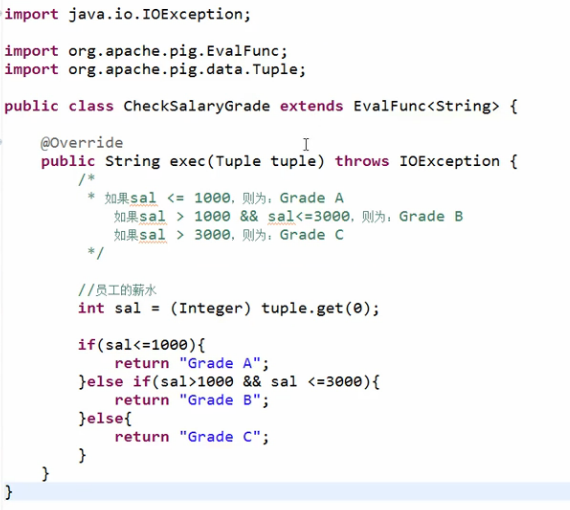 import java.io.IOException;
import org.apache.pig.EvalFunc;
import org.apache.pig.data.Tuple;
public class CheckSalaryGrade extends EvalFunc<String> {
@Override
public String exec(Tuple tuple) throws IOException {
/*
* 如果sal <= 1000，则为：Grade A
如果sal > 1000 && sal<=3000，则为：Grade B
如果sal > 3000，则为：Grade C
*/
//员工的薪水
int sal = (Integer) tuple.get(0);
if(sal<=1000){
return "Grade A";
}else if(sal>1000 && sal <=3000){
return "Grade B";
}else{
return "Grade C";
}
}
}